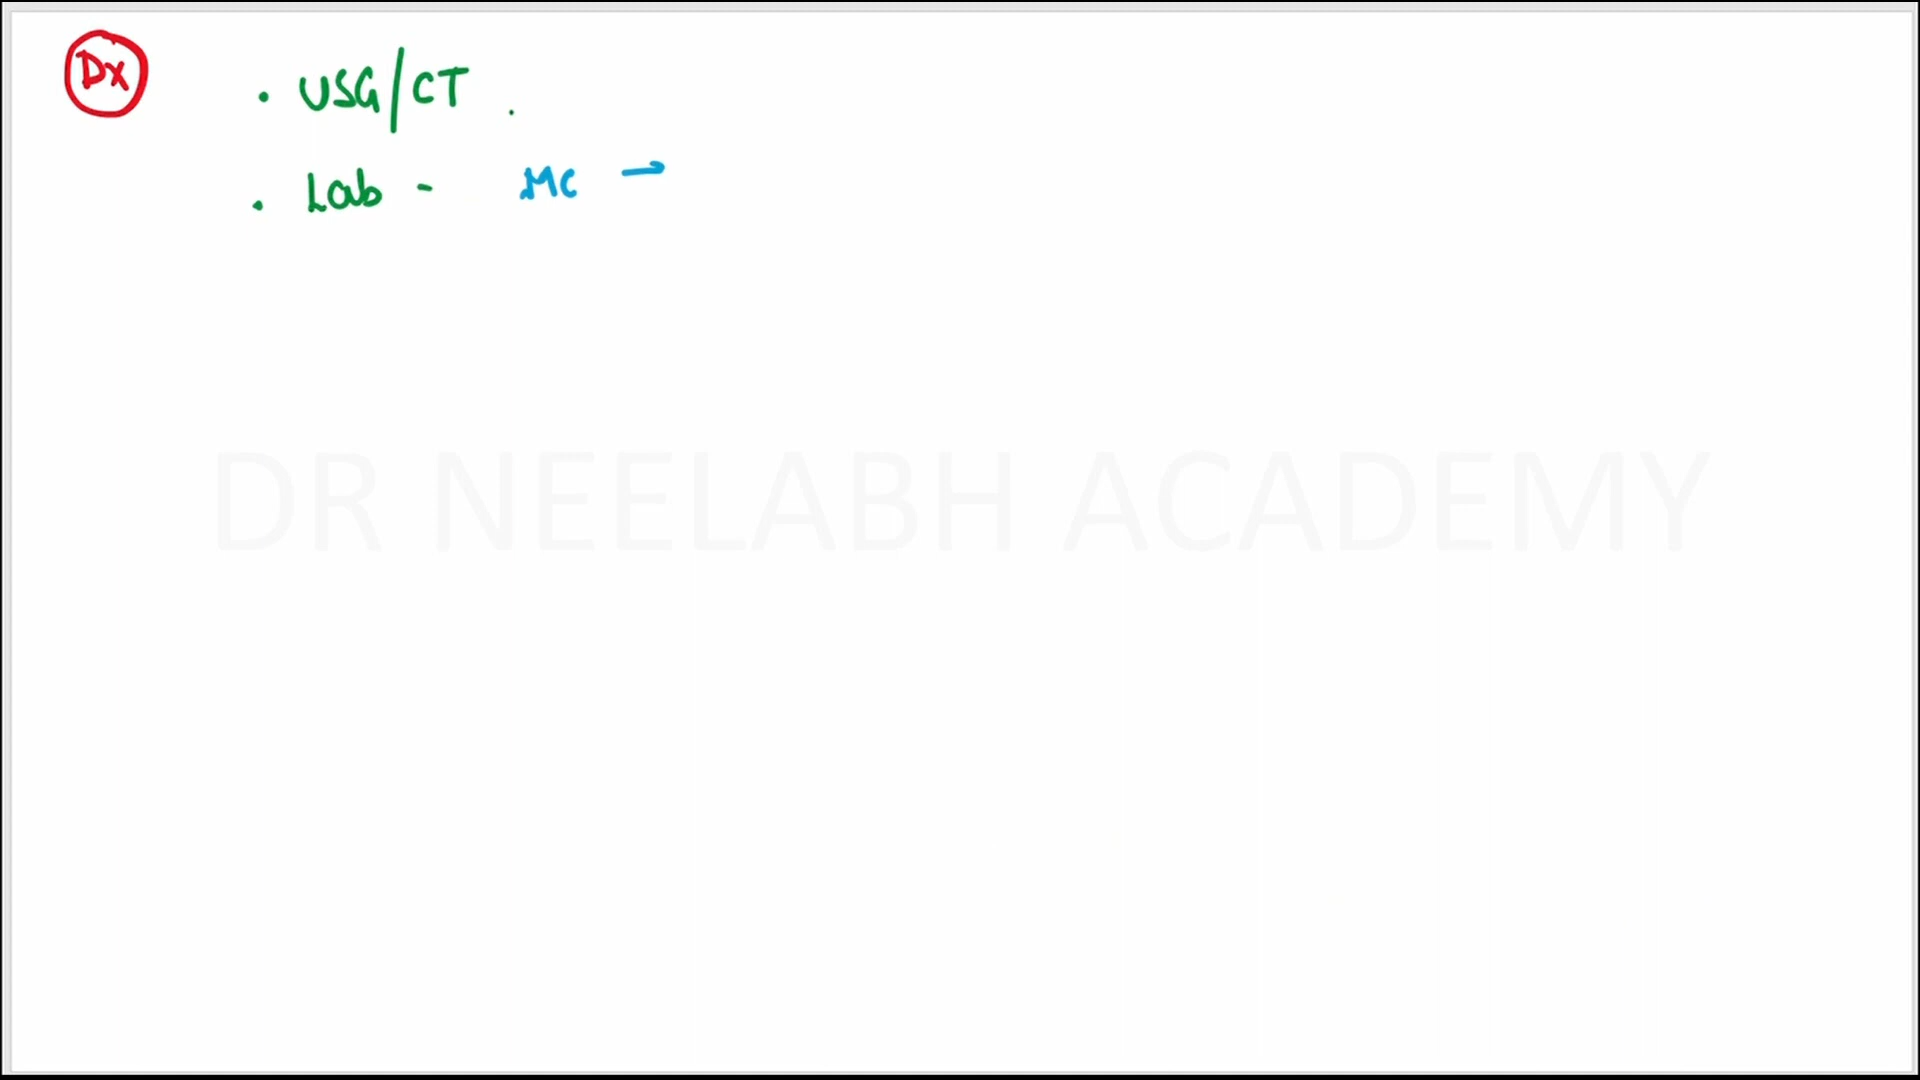 Dx
• USG/CT .
• Lab - MC →
DR NEELABH ACADEMY